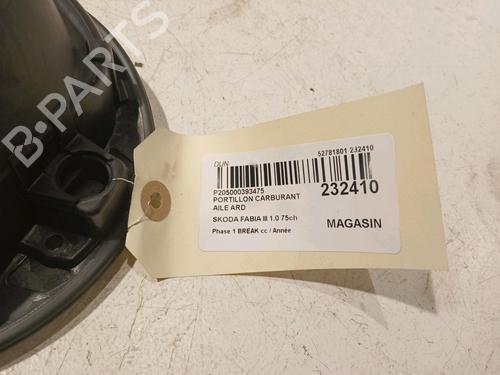 B-PARTS
DUN
52781801 232410
P205000393475
PORTILLON CARBURANT
AILE ARD
232410
SKODA FABIA III 1.0 75ch
MAGASIN
Phase 1 BREAK cc / Année